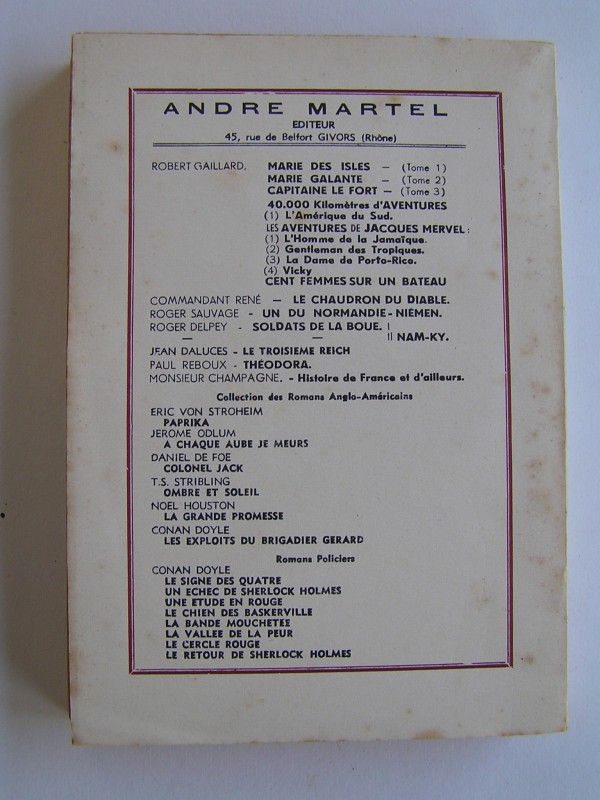 ANDRE MARTEL
EDITEUR
45, rue de Belfort GIVORS (Rhône)
ROBERT GAILLARD. MARIE DES ISLES — (Tome 1)
MARIE GALANTE — (Tome 2)
CAPITAINE LE FORT — (Tome 3)
40.000 Kilomètres d'AVENTURES
(1) L'Amérique du Sud.
LES AVENTURES DE JACQUES MERVEL :
(1) L'Homme de la Jamaïque.
(2) Gentleman des Tropiques.
(3) La Dame de Porto-Rico.
(4) Vicky
CENT FEMMES SUR UN BATEAU
COMMANDANT RENÉ — LE CHAUDRON DU DIABLE.
ROGER SAUVAGE - UN DU NORMANDIE-NIÉMEN.
ROGER DELPEY - SOLDATS DE LA BOUE. I
— — II NAM-KY.
JEAN DALUCES - LE TROISIEME REICH
PAUL REBOUX - THÉODORA.
MONSIEUR CHAMPAGNE. - Histoire de France et d'ailleurs.
Collection des Romans Anglo-Américains
ERIC VON STROHEIM
PAPRIKA
JEROME ODLUM
A CHAQUE AUBE JE MEURS
DANIEL DE FOE
COLONEL JACK
T.S. STRIBLING
OMBRE ET SOLEIL
NOEL HOUSTON
LA GRANDE PROMESSE
CONAN DOYLE
LES EXPLOITS DU BRIGADIER GERARD
Romans Policiers
CONAN DOYLE
LE SIGNE DES QUATRE
UN ECHEC DE SHERLOCK HOLMES
UNE ETUDE EN ROUGE
LE CHIEN DES BASKERVILLE
LA BANDE MOUCHETEE
LA VALLEE DE LA PEUR
LE CERCLE ROUGE
LE RETOUR DE SHERLOCK HOLMES